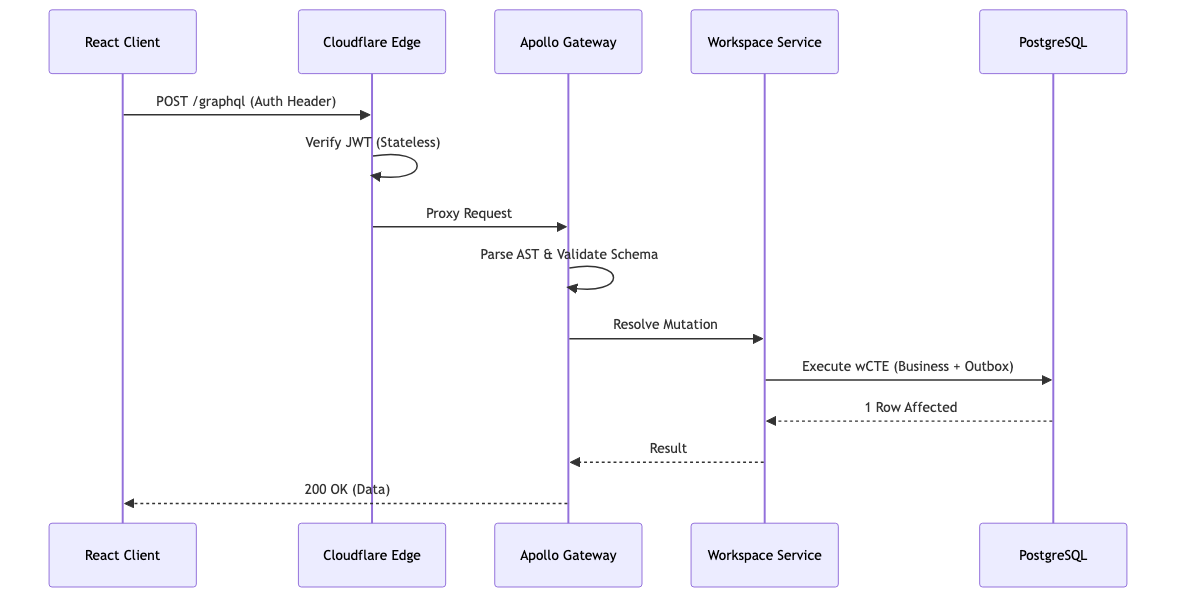 React Client
Cloudflare Edge
Apollo Gateway
Workspace Service
PostgreSQL
POST /graphql (Auth Header)
Verify JWT (Stateless)
Proxy Request
Parse AST & Validate Schema
Resolve Mutation
Execute wCTE (Business + Outbox)
1 Row Affected
Result
200 OK (Data)
React Client
Cloudflare Edge
Apollo Gateway
Workspace Service
PostgreSQL